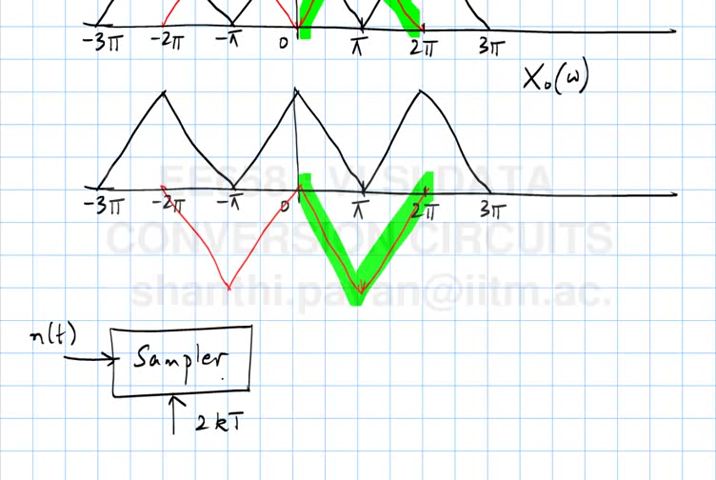 -3π -2π -π 0 π 2π 3π
X₀(ω)
EE658: VLSI DATA
-3π -2π -π 0 π 2π 3π
CONVERSION CIRCUITS
shanthi.pavan@iitm.ac.
n(t)
Sampler
2kT